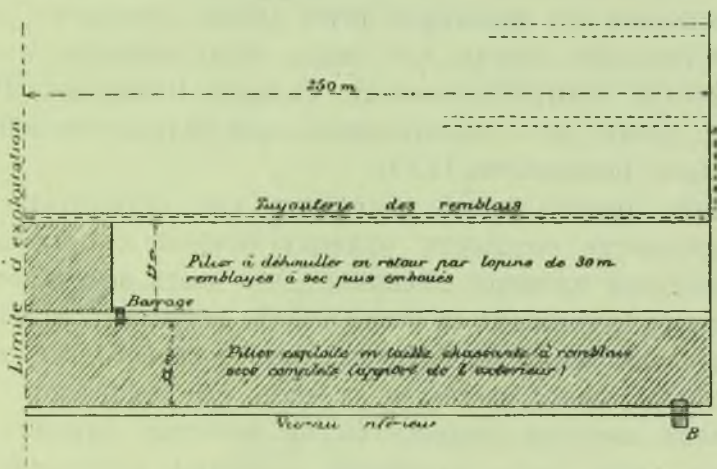 250 m
Limite d'exploitation
Tuyauterie des remblais
Pilier à déhouiller en retour par lopins de 30 m
remblayés à sec puis emboués
Barrage
Pilier exploité en taille chassante à remblais
secs complets (apport de l'extérieur)
Niveau inférieur
B